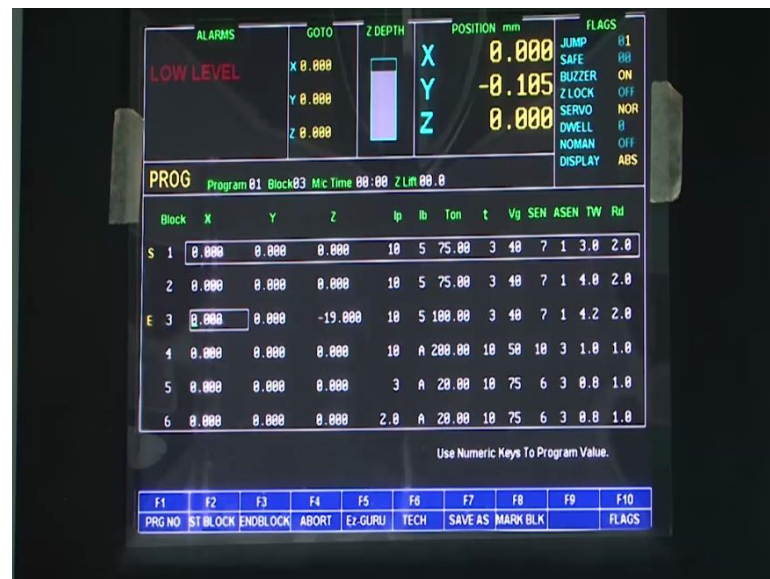 ALARMS GOTO Z DEPTH POSITION mm FLAGS
LOW LEVEL
X 0.000
Y 0.000
Z 0.000
X 0.000
Y -0.105
Z 0.000
JUMP 01
SAFE 00
BUZZER ON
Z LOCK OFF
SERVO NOR
DWELL 0
NOMAN OFF
DISPLAY ABS
PROG Program 01 Block03 M/c Time 00:00 Z Lift 00.0
Block X Y Z Ip Ib Ton t Vg SEN ASEN TW Rd
S 1 0.000 0.000 0.000 10 5 75.00 3 40 7 1 3.0 2.0
2 0.000 0.000 0.000 10 5 75.00 3 40 7 1 4.0 2.0
E 3 0.000 0.000 -19.000 10 5 100.00 3 40 7 1 4.2 2.0
4 0.000 0.000 0.000 10 A 200.00 10 50 10 3 1.0 1.0
5 0.000 0.000 0.000 3 A 20.00 10 75 6 3 0.8 1.0
6 0.000 0.000 0.000 2.0 A 20.00 10 75 6 3 0.8 1.0
Use Numeric Keys To Program Value.
F1 F2 F3 F4 F5 F6 F7 F8 F9 F10
PRG NO ST BLOCK ENDBLOCK ABORT Ez-GURU TECH SAVE AS MARK BLK FLAGS